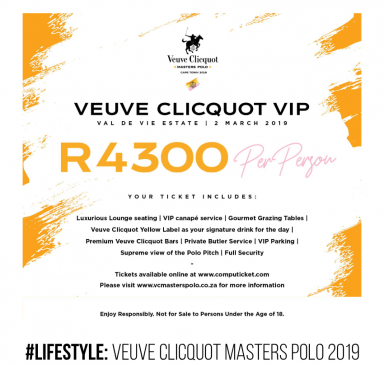 Veuve Clicquot
MASTERS POLO
CAPE TOWN 2019
VEUVE CLICQUOT VIP
VAL DE VIE ESTATE | 2 MARCH 2019
R4300 Per Person
YOUR TICKET INCLUDES:
Luxurious Lounge seating | VIP canapé service | Gourmet Grazing Tables |
Veuve Clicquot Yellow Label as your signature drink for the day |
Premium Veuve Clicquot Bars | Private Butler Service | VIP Parking |
Supreme view of the Polo Pitch | Full Security
-
Tickets available online at www.computicket.com
Please visit www.vcmasterspolo.co.za for more information
Enjoy Responsibly. Not for Sale to Persons Under the Age of 18.
#LIFESTYLE: VEUVE CLICQUOT MASTERS POLO 2019